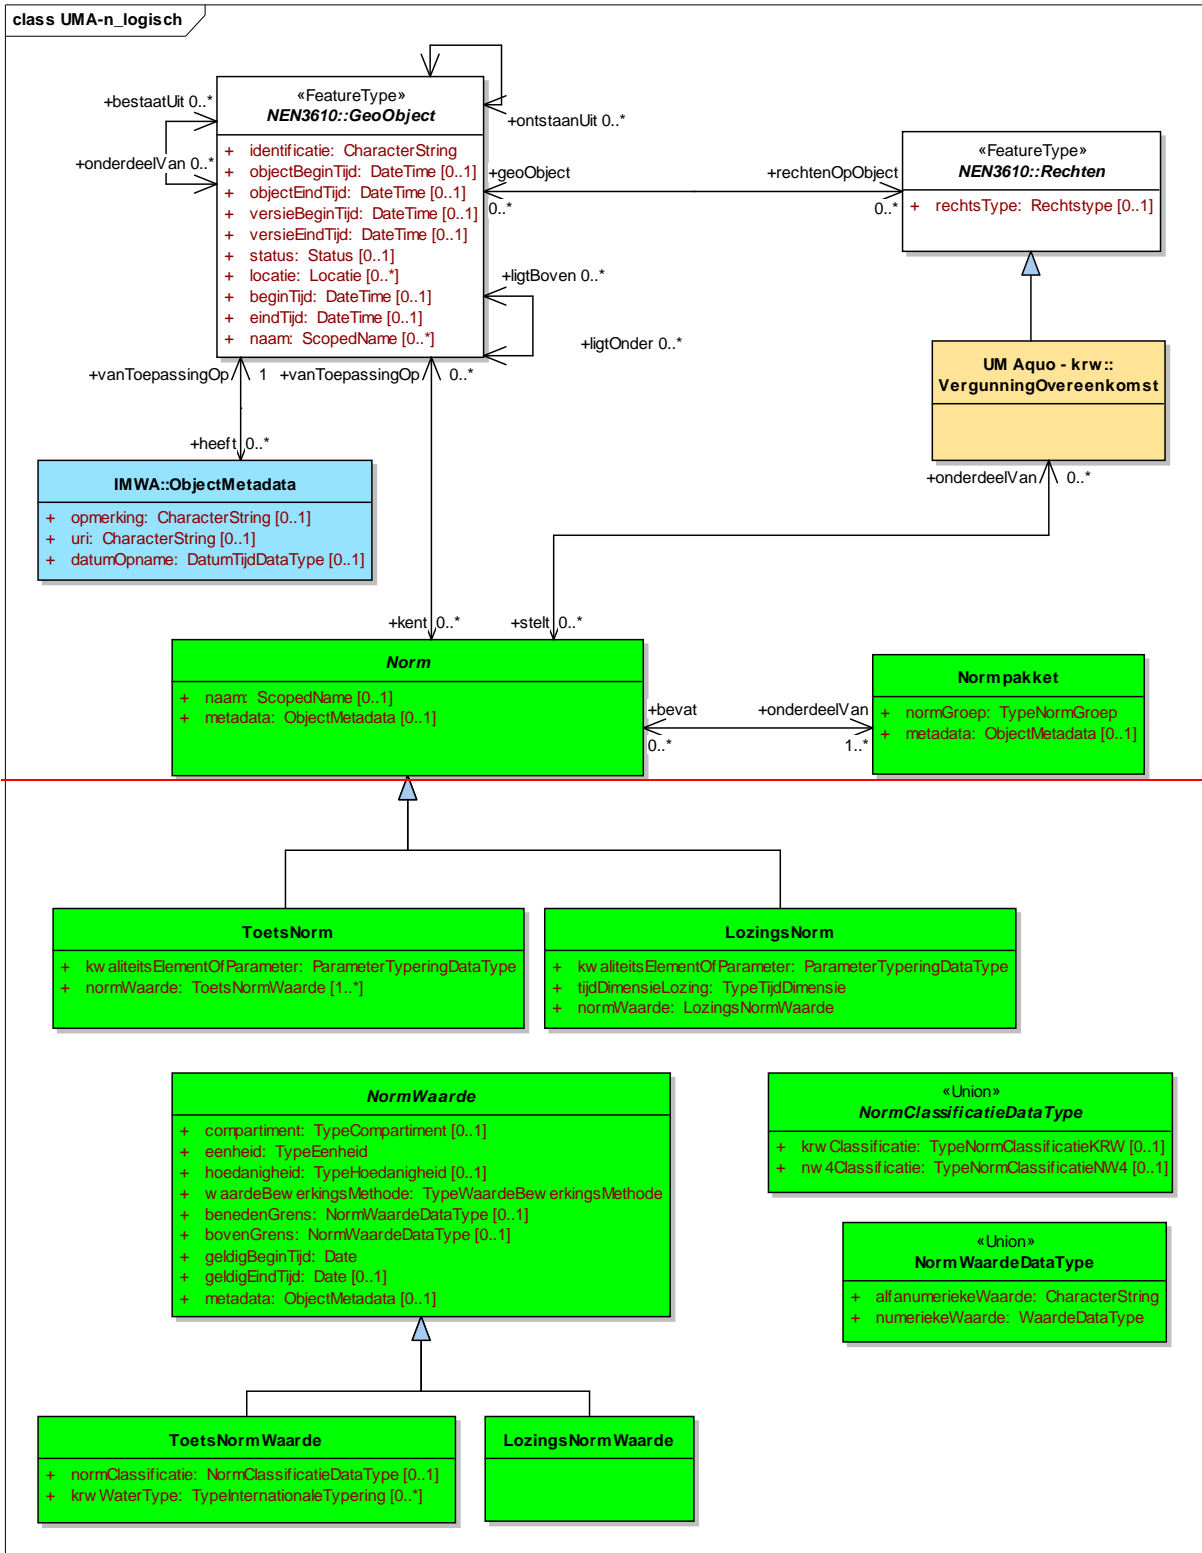 class UMA-n_logisch
«FeatureType»
NEN3610::GeoObject
+ identificatie: CharacterString
+ objectBeginTijd: DateTime [0..1]
+ objectEindTijd: DateTime [0..1]
+ versieBeginTijd: DateTime [0..1]
+ versieEindTijd: DateTime [0..1]
+ status: Status [0..1]
+ locatie: Locatie [0..*]
+ beginTijd: DateTime [0..1]
+ eindTijd: DateTime [0..1]
+ naam: ScopedName [0..*]
+bestaatUit 0..*
+onderdeelVan 0..*
+ontstaanUit 0..*
+geoObject
0..*
+rechtenOpObject
0..*
«FeatureType»
NEN3610::Rechten
+ rechtsType: Rechtstype [0..1]
+ligtBoven 0..*
+ligtOnder 0..*
+vanToepassingOp 1
+vanToepassingOp 0..*
UM Aquo - krw::
VergunningOvereenkomst
+heeft 0..*
+onderdeelVan 0..*
IMWA::ObjectMetadata
+ opmerking: CharacterString [0..1]
+ uri: CharacterString [0..1]
+ datumOpname: DatumTijdDataType [0..1]
+kent 0..*
+stelt 0..*
Norm
+ naam: ScopedName [0..1]
+ metadata: ObjectMetadata [0..1]
+bevat
0..*
+onderdeelVan
1..*
Normpakket
+ normGroep: TypeNormGroep
+ metadata: ObjectMetadata [0..1]
ToetsNorm
+ kwaliteitsElementOfParameter: ParameterTyperingDataType
+ normWaarde: ToetsNormWaarde [1..*]
LozingsNorm
+ kwaliteitsElementOfParameter: ParameterTyperingDataType
+ tijdDimensieLozing: TypeTijdDimensie
+ normWaarde: LozingsNormWaarde
NormWaarde
+ compartiment: TypeCompartiment [0..1]
+ eenheid: TypeEenheid
+ hoedanigheid: TypeHoedanigheid [0..1]
+ waardeBewerkingsMethode: TypeWaardeBewerkingsMethode
+ benedenGrens: NormWaardeDataType [0..1]
+ bovenGrens: NormWaardeDataType [0..1]
+ geldigBeginTijd: Date
+ geldigEindTijd: Date [0..1]
+ metadata: ObjectMetadata [0..1]
«Union»
NormClassificatieDataType
+ krwClassificatie: TypeNormClassificatieKRW [0..1]
+ nw4Classificatie: TypeNormClassificatieNW4 [0..1]
«Union»
NormWaardeDataType
+ alfanumeriekeWaarde: CharacterString
+ numeriekeWaarde: WaardeDataType
ToetsNormWaarde
+ normClassificatie: NormClassificatieDataType [0..1]
+ krwWaterType: TypeInternationaleTypering [0..*]
LozingsNormWaarde